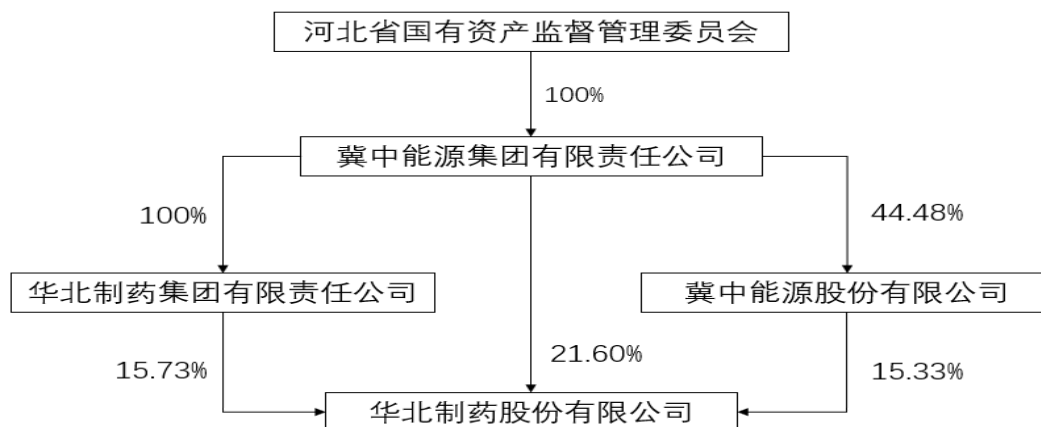 河北省国有资产监督管理委员会
100%
冀中能源集团有限责任公司
100%
44.48%
华北制药集团有限责任公司
冀中能源股份有限公司
15.73%
21.60%
15.33%
华北制药股份有限公司